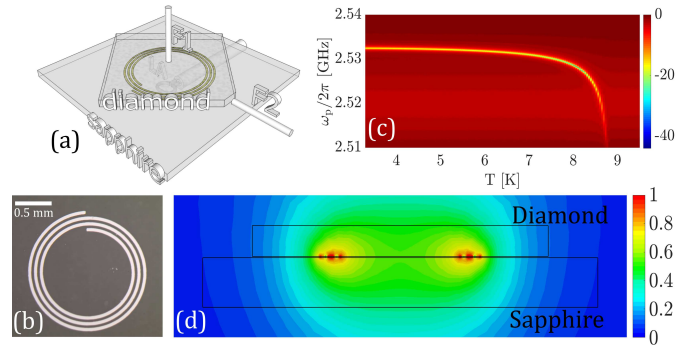 (a)
F1
diamond
F2
sapphire
(b)
0.5 mm
(c)
ωₚ/2π [GHz]
2.54
2.53
2.52
2.51
4 5 6 7 8 9
T [K]
0
-20
-40
(d)
Diamond
Sapphire
1
0.8
0.6
0.4
0.2
0